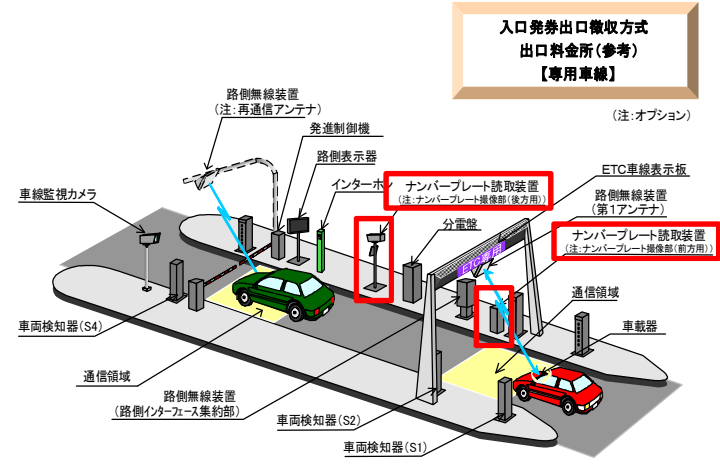 入口発券出口徴収方式
出口料金所(参考)
【専用車線】
(注:オプション)
路側無線装置
(注:再通信アンテナ)
発進制御機
路側表示器
インターホン
ナンバープレート読取装置
(注:ナンバープレート撮像部(後方用))
ETC車線表示板
路側無線装置
(第1アンテナ)
車線監視カメラ
分電盤
ナンバープレート読取装置
(注:ナンバープレート撮像部(前方用))
ETC専用
通信領域
車両検知器(S4)
車載器
通信領域
路側無線装置
(路側インターフェース集約部)
車両検知器(S2)
車両検知器(S1)